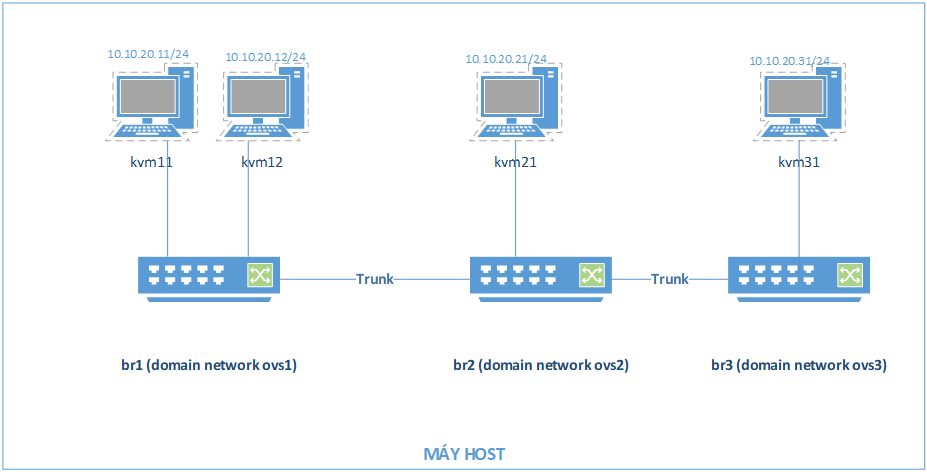 10.10.20.11/24
10.10.20.12/24
10.10.20.21/24
10.10.20.31/24
kvm11
kvm12
kvm21
kvm31
Trunk
Trunk
br1 (domain network ovs1)
br2 (domain network ovs2)
br3 (domain network ovs3)
MÁY HOST